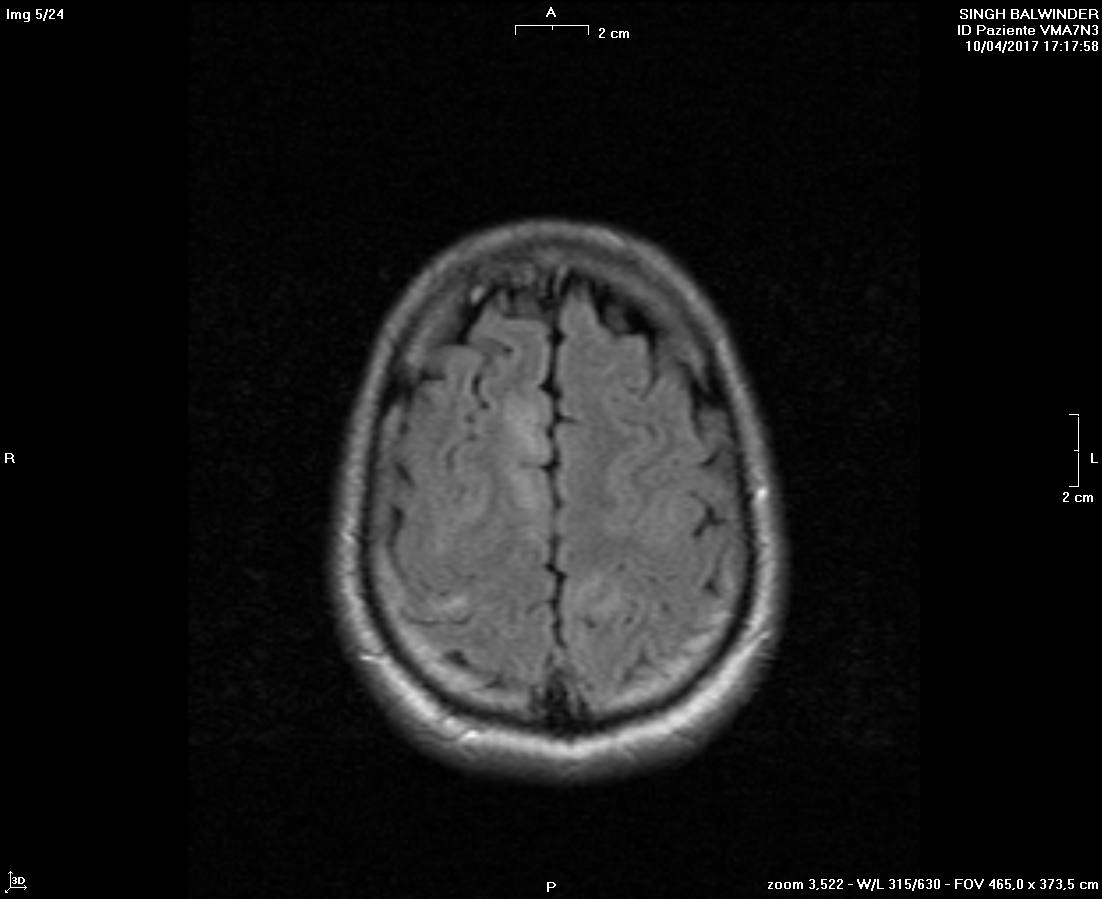 Img 5/24
A
2 cm
SINGH BALWINDER
ID Paziente VMA7N3
10/04/2017 17:17:58
R
L
2 cm
3D
P
zoom 3,522 - W/L 315/630 - FOV 465,0 x 373,5 cm